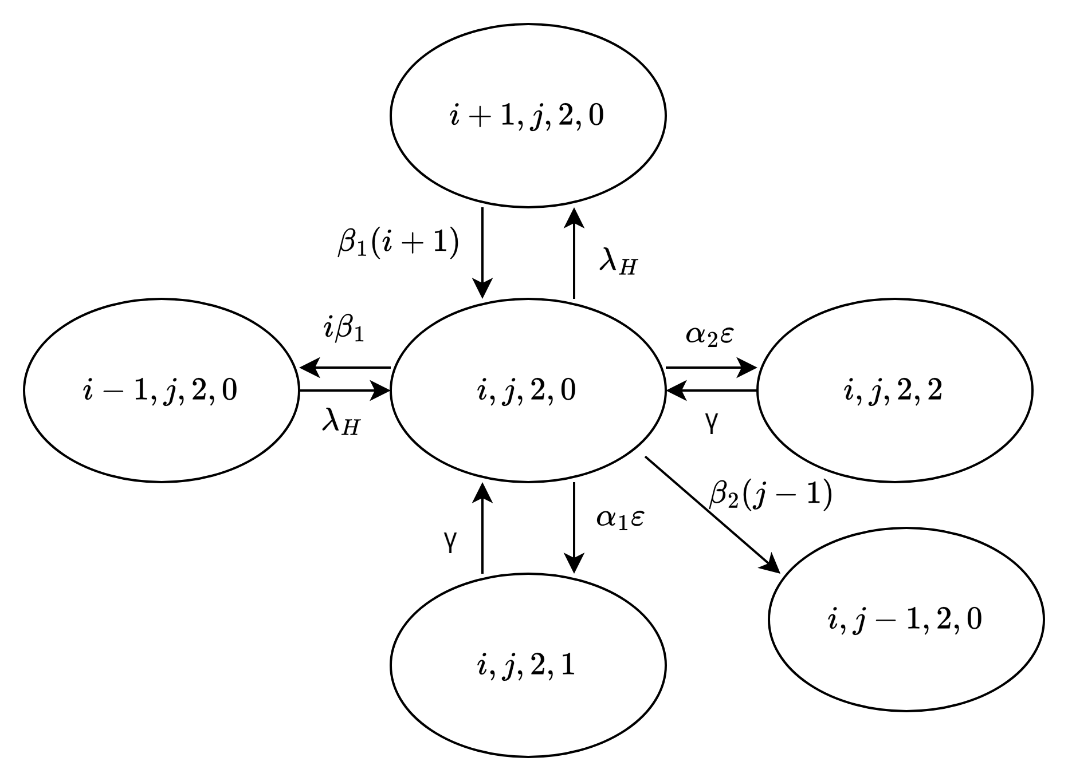 i + 1, j, 2, 0
β₁(i + 1)
λ_H
iβ₁
α₂ε
i − 1, j, 2, 0
i, j, 2, 0
i, j, 2, 2
λ_H
γ
β₂(j − 1)
α₁ε
γ
i, j − 1, 2, 0
i, j, 2, 1